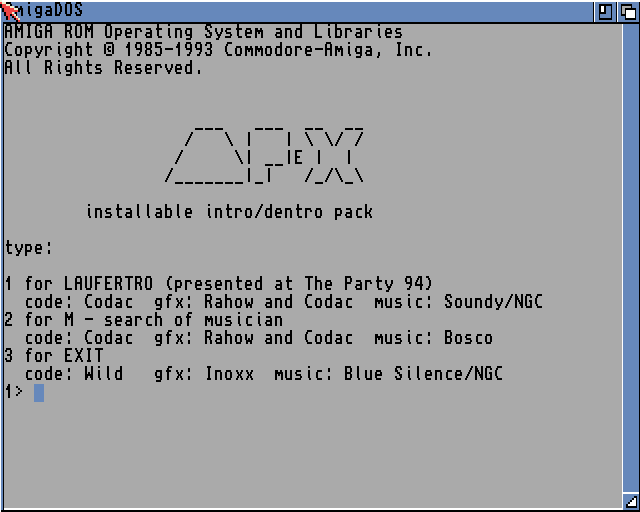 AmigaDOS
AMIGA ROM Operating System and Libraries
Copyright © 1985-1993 Commodore-Amiga, Inc.
All Rights Reserved.
APEX
installable intro/dentro pack
type:
1 for LAUFERTRO (presented at The Party 94)
code: Codac gfx: Rahow and Codac music: Soundy/NGC
2 for M - search of musician
code: Codac gfx: Rahow and Codac music: Bosco
3 for EXIT
code: Wild gfx: Inoxx music: Blue Silence/NGC
1>